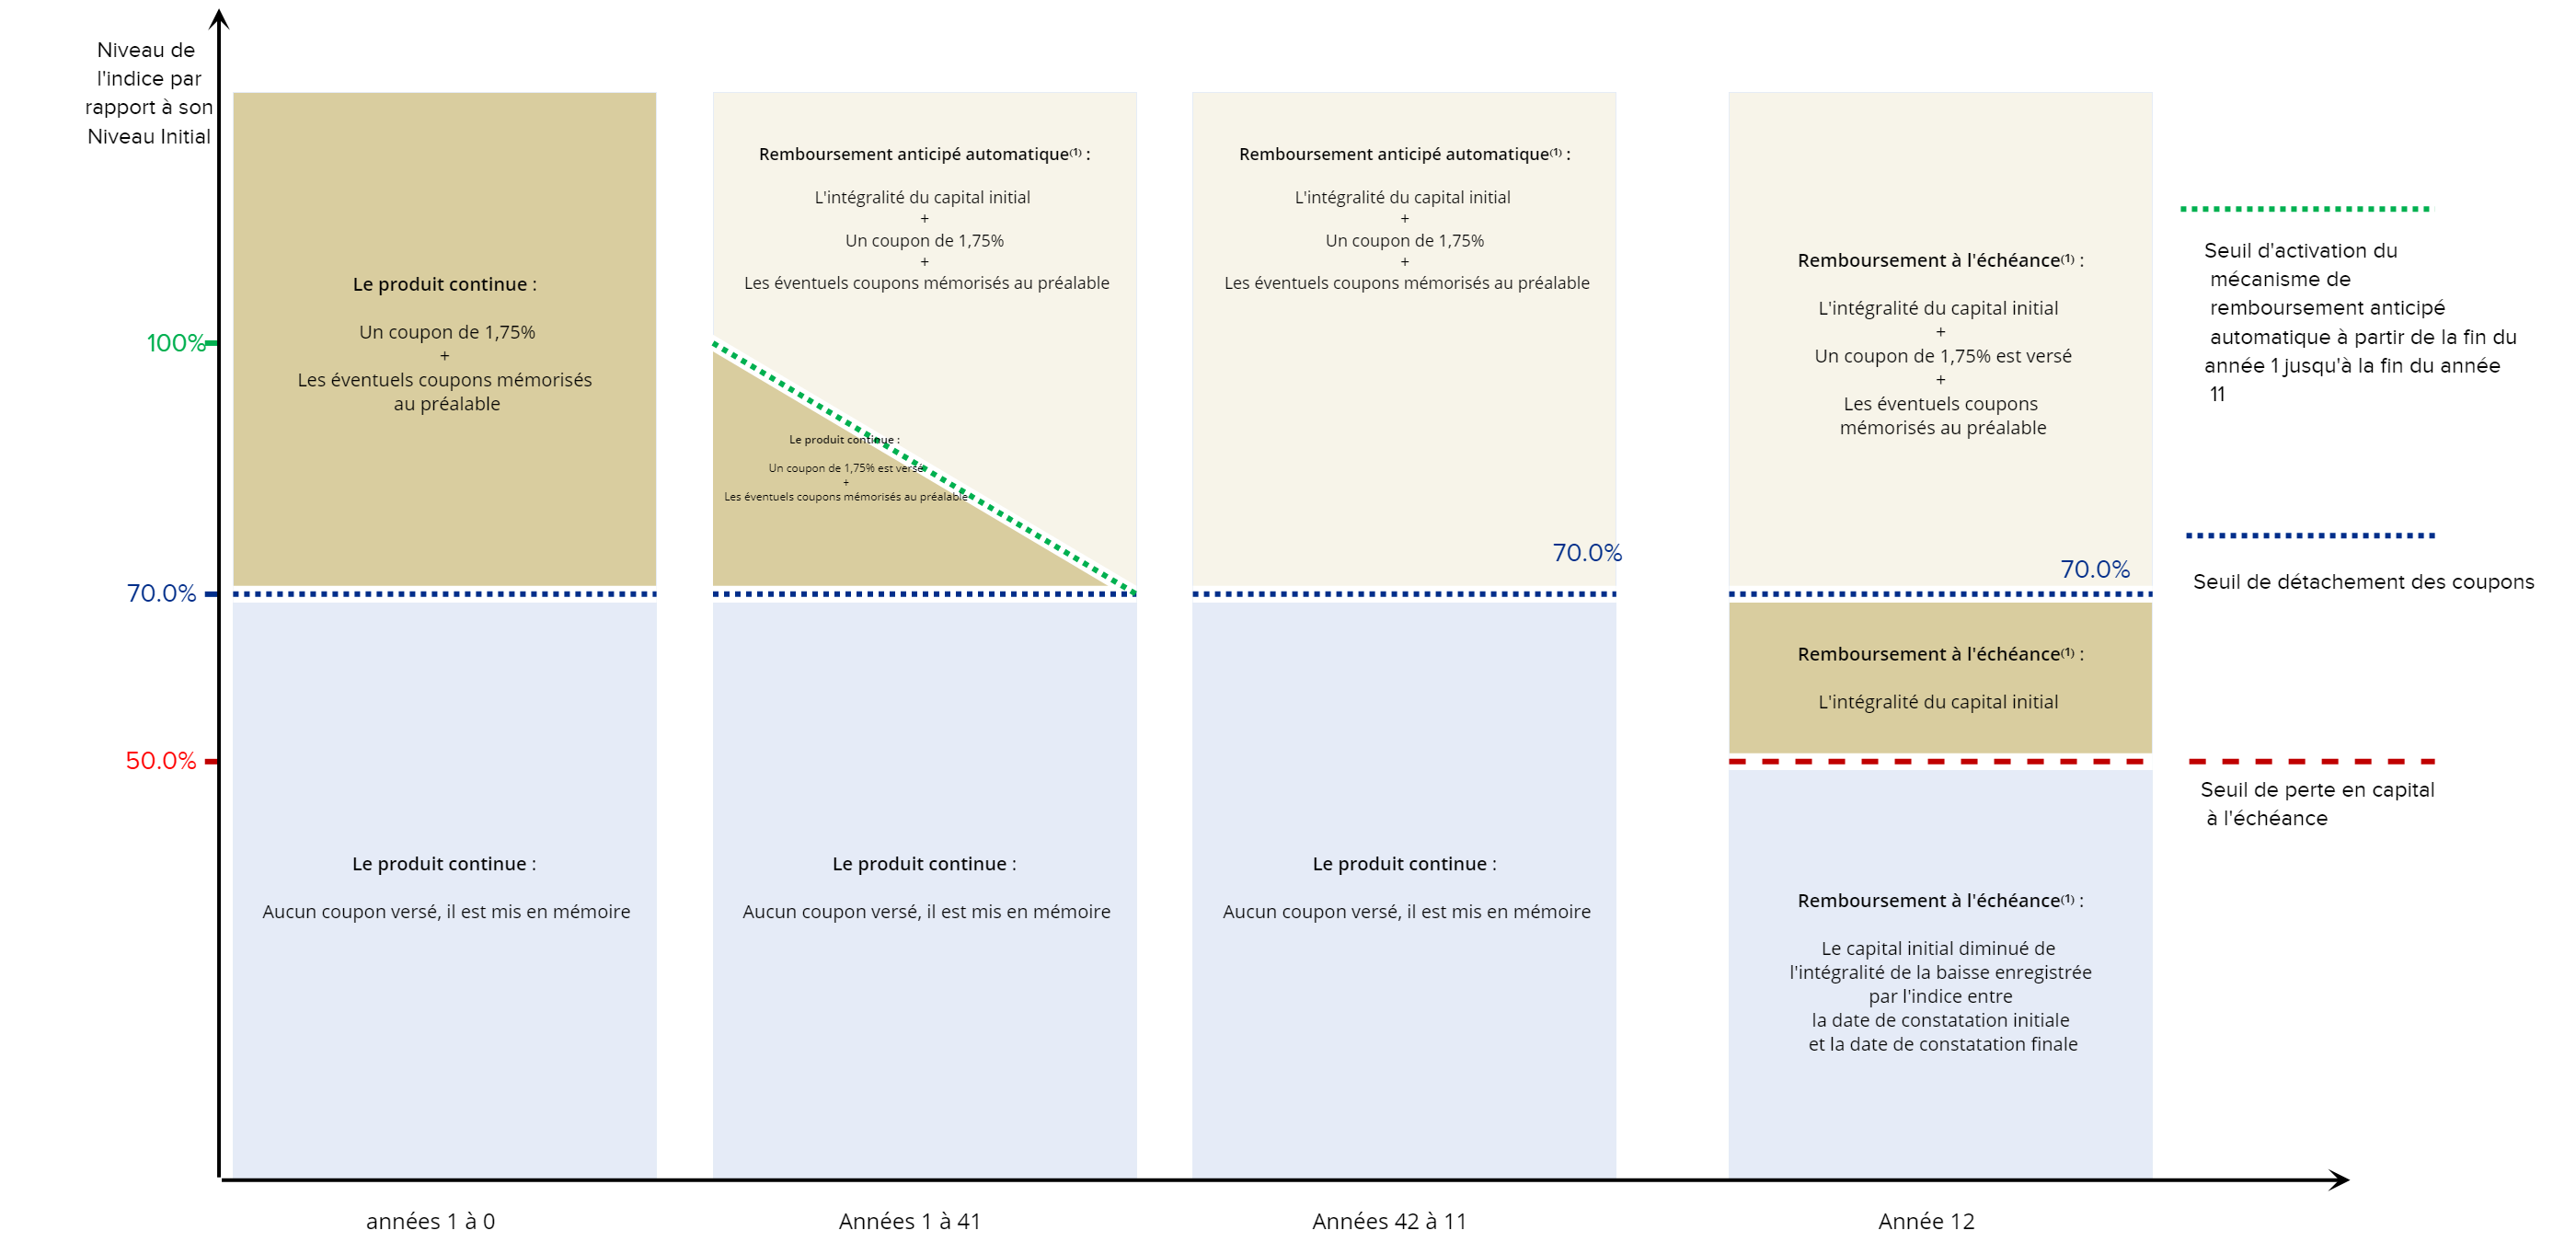 Niveau de
l'indice par
rapport à son
Niveau Initial
100%
70.0%
50.0%
Le produit continue :
Un coupon de 1,75%
+
Les éventuels coupons mémorisés
au préalable
Le produit continue :
Aucun coupon versé, il est mis en mémoire
années 1 à 0
Remboursement anticipé automatique⁽¹⁾ :
L'intégralité du capital initial
+
Un coupon de 1,75%
+
Les éventuels coupons mémorisés au préalable
Le produit continue :
Un coupon de 1,75% est versé
+
Les éventuels coupons mémorisés au préalable
Le produit continue :
Aucun coupon versé, il est mis en mémoire
Années 1 à 41
Remboursement anticipé automatique⁽¹⁾ :
L'intégralité du capital initial
+
Un coupon de 1,75%
+
Les éventuels coupons mémorisés au préalable
70.0%
Le produit continue :
Aucun coupon versé, il est mis en mémoire
Années 42 à 11
Remboursement à l'échéance⁽¹⁾ :
L'intégralité du capital initial
+
Un coupon de 1,75% est versé
+
Les éventuels coupons
mémorisés au préalable
70.0%
Remboursement à l'échéance⁽¹⁾ :
L'intégralité du capital initial
Remboursement à l'échéance⁽¹⁾ :
Le capital initial diminué de
l'intégralité de la baisse enregistrée
par l'indice entre
la date de constatation initiale
et la date de constatation finale
Année 12
Seuil d'activation du
mécanisme de
remboursement anticipé
automatique à partir de la fin du
année 1 jusqu'à la fin du année
11
Seuil de détachement des coupons
Seuil de perte en capital
à l'échéance